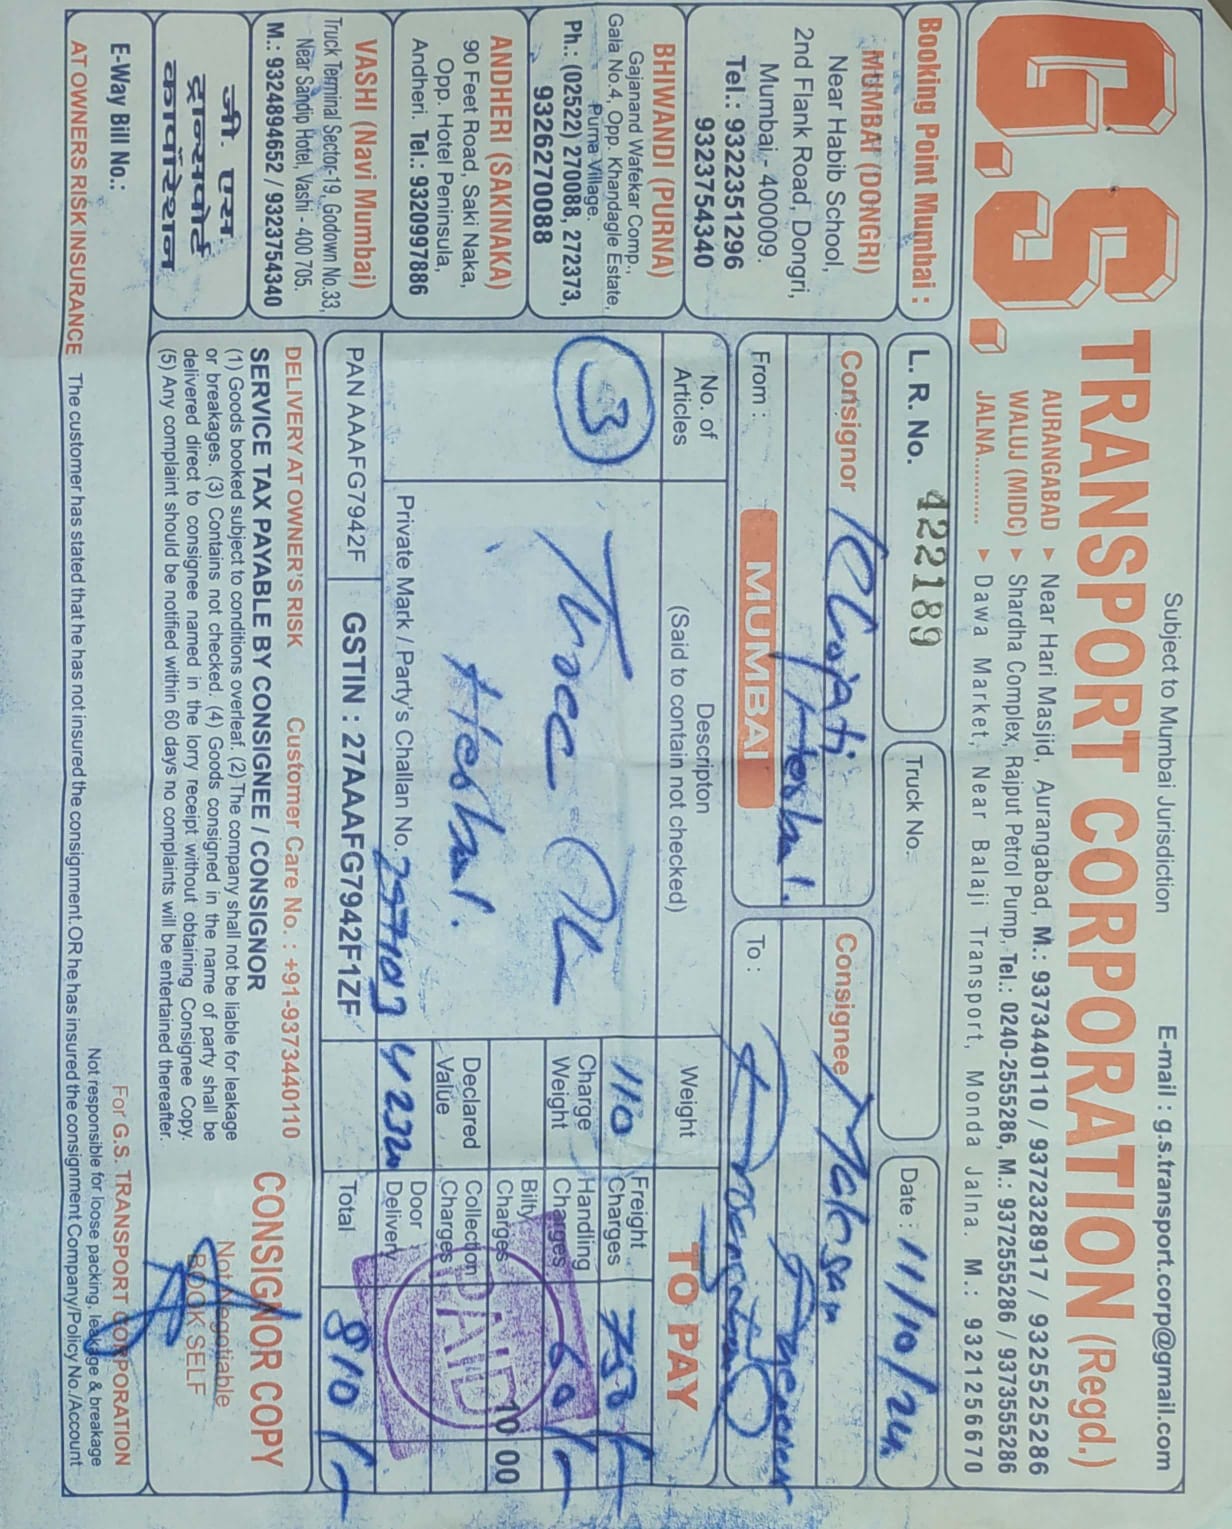 Subject to Mumbai Jurisdiction E-mail : g.s.transport.corp@gmail.com
G.S. TRANSPORT CORPORATION (Regd.)
AURANGABAD ➤ Near Hari Masjid, Aurangabad, M.: 9373440110 / 9372328917 / 9325525286
WALUJ (MIDC) ➤ Shardha Complex, Rajput Petrol Pump, Tel.: 0240-2555286, M.: 9372555286 / 9373555286
JALNA.......... ➤ Dawa Market, Near Balaji Transport, Monda Jalna. M.: 9321256670
Booking Point Mumbai :
MUMBAI (DONGRI)
Near Habib School,
2nd Flank Road, Dongri,
Mumbai - 400009.
Tel.: 9322351296
9323754340
BHIWANDI (PURNA)
Gajanand Wafekar Comp.,
Gala No.4, Opp. Khandagle Estate,
Purna Village,
Ph.: (02522) 270088, 272373,
9326270088
ANDHERI (SAKINAKA)
90 Feet Road, Saki Naka,
Opp. Hotel Peninsula,
Andheri. Tel.: 9320997886
VASHI (Navi Mumbai)
Truck Terminal Sector-19, Godown No.33,
Near Sandip Hotel, Vashi - 400 705.
M.: 9324894652 / 9323754340
जी. एस.
ट्रान्सपोर्ट
कार्पोरेशन
L. R. No. 422189
Truck No.
Date : 11/10/24
Consignor
Herbal.
Consignee
From : MUMBAI
To :
No. of Articles
Descripton
(Said to contain not checked)
Weight
TO PAY
3
Three
Herbal.
110
Charge Weight
Declared Value
Freight Charges 750/-
Handling Charges 60/-
Bilty Charges 10 00
Collection Charges
Door Delivery
PAID
Private Mark / Party's Challan No.
Total 810/-
PAN AAAFG7942F GSTIN : 27AAAFG7942F1ZF
DELIVERY AT OWNER'S RISK Customer Care No. : +91-9373440110
SERVICE TAX PAYABLE BY CONSIGNEE / CONSIGNOR
(1) Goods booked subject to conditions overleaf. (2) The company shall not be liable for leakage
or breakages. (3) Contains not checked. (4) Goods consigned in the name of party shall be
delivered direct to consignee named in the lorry receipt without obtaining Consignee Copy.
(5) Any complaint should be notified within 60 days no complaints will be entertained thereafter.
CONSIGNOR COPY
Not Negotiable
BOOK SELF
E-Way Bill No.:
For G.S. TRANSPORT CORPORATION
Not responsible for loose packing, leakage & breakage
AT OWNERS RISK INSURANCE The customer has stated that he has not insured the consignment.OR he has insured the consignment Company/Policy No./Account